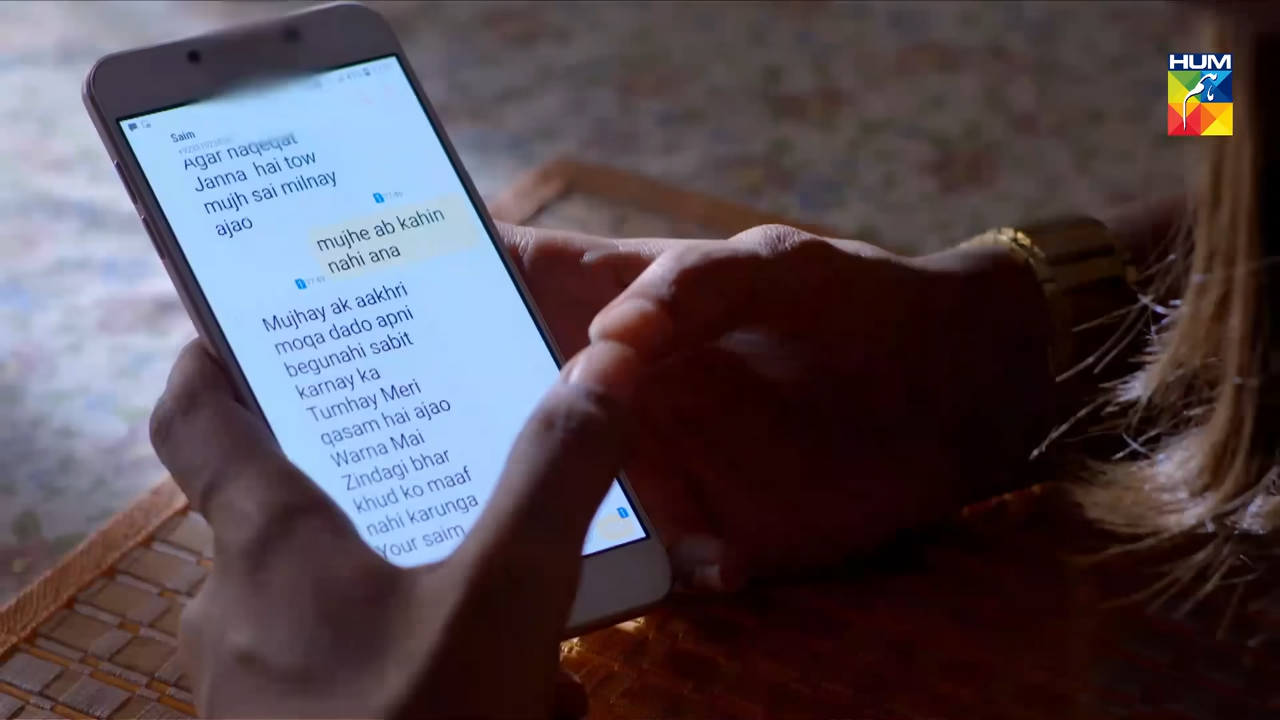 HUM
Saim
Agar naqeqat
Janna hai tow
mujh sai milnay
ajao
mujhe ab kahin
nahi ana
Mujhay ak aakhri
moqa dado apni
begunahi sabit
karnay ka
Tumhay Meri
qasam hai ajao
Warna Mai
Zindagi bhar
khud ko maaf
nahi karunga
Your saim